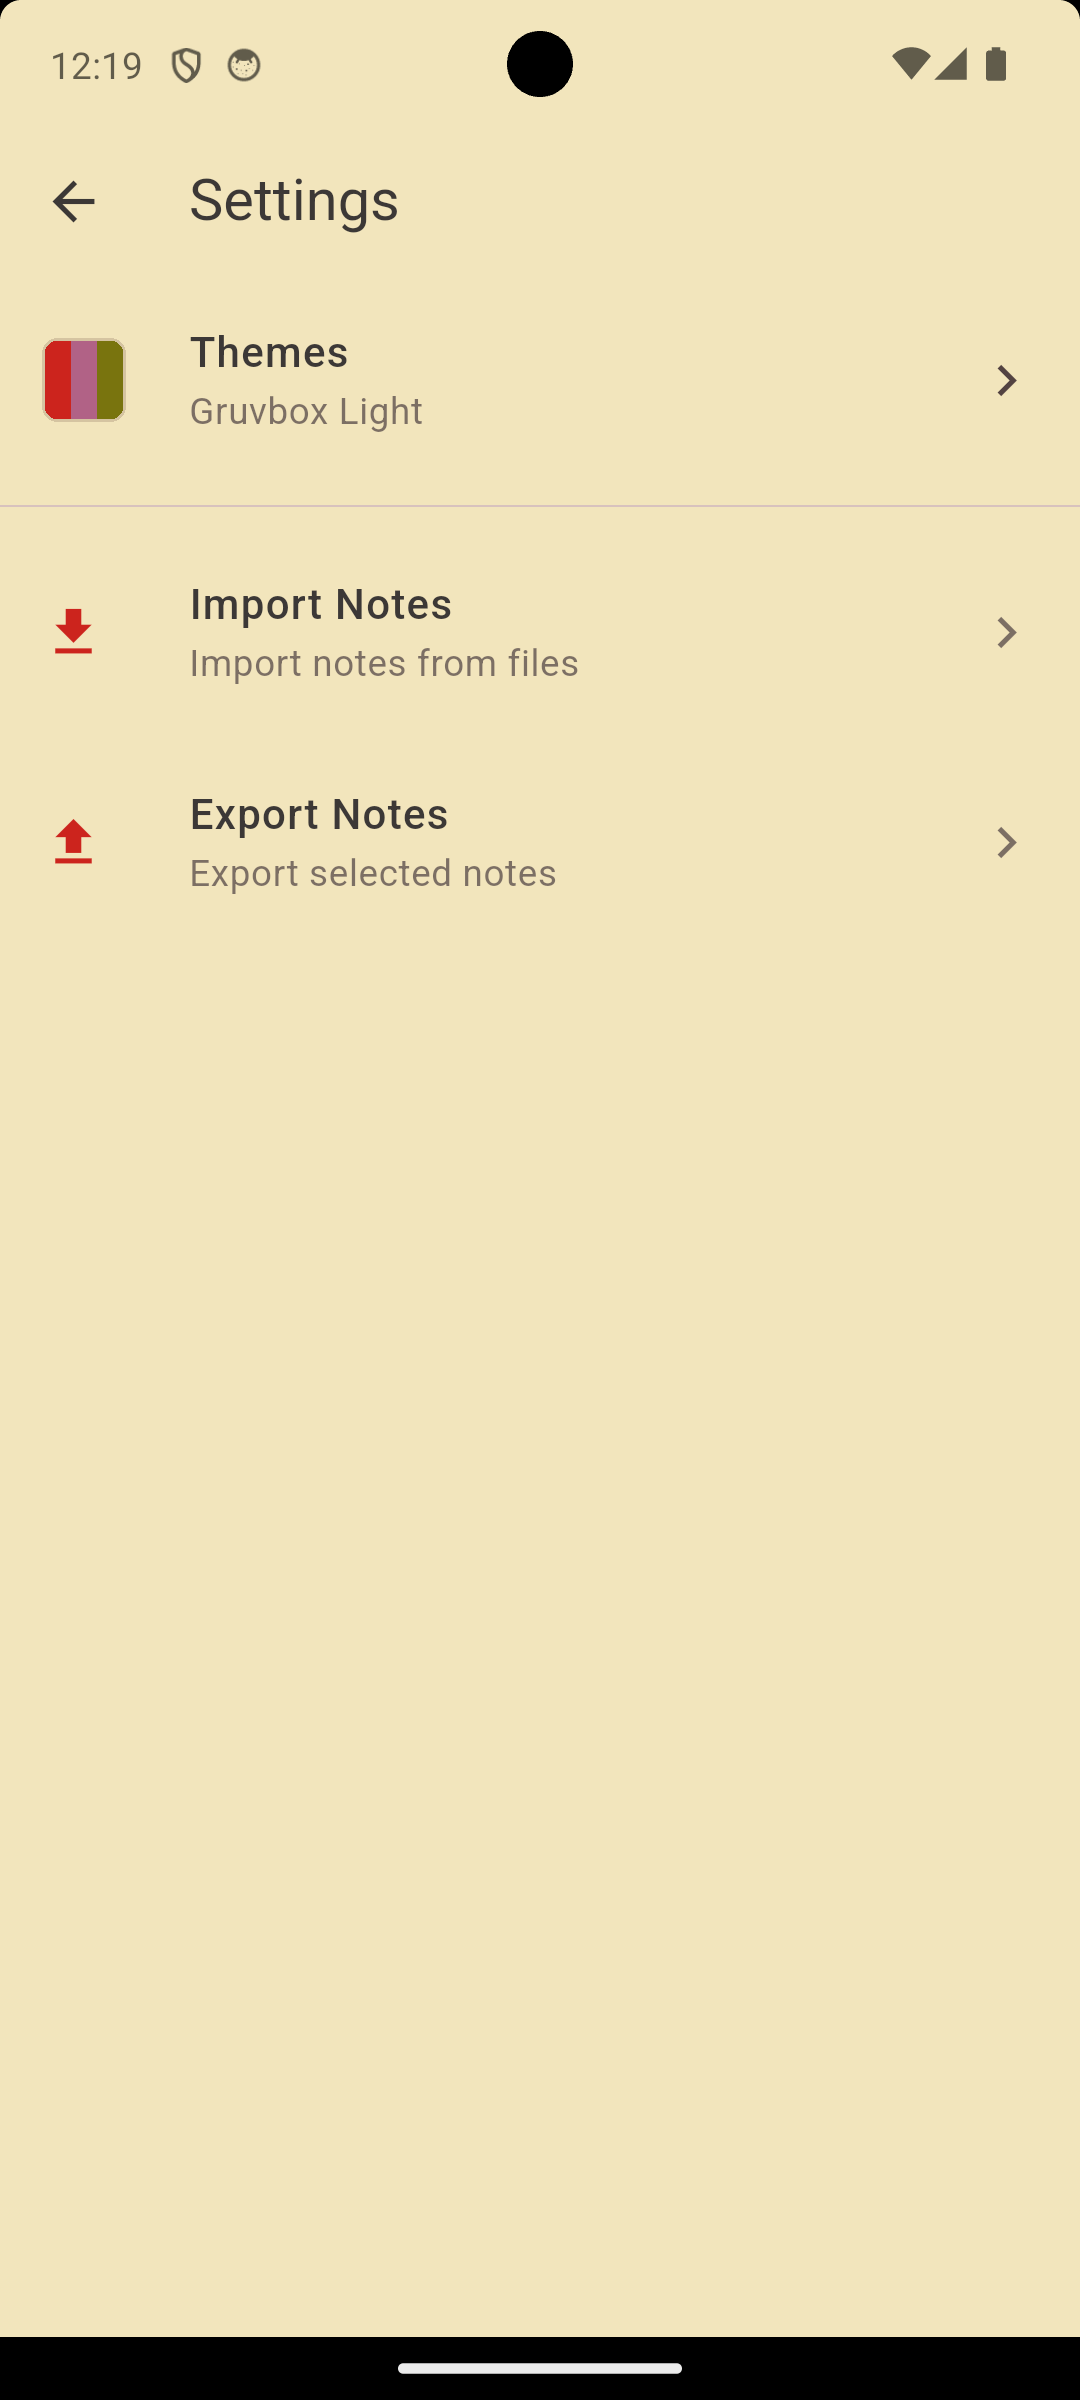 12:19
Settings
Themes
Gruvbox Light
Import Notes
Import notes from files
Export Notes
Export selected notes